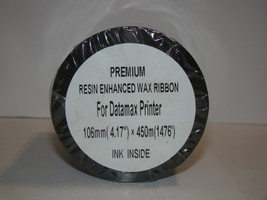 PREMIUM
RESIN ENHANCED WAX RIBBON
For Datamax Printer
106mm( 4.17") × 450m(1476')
INK INSIDE